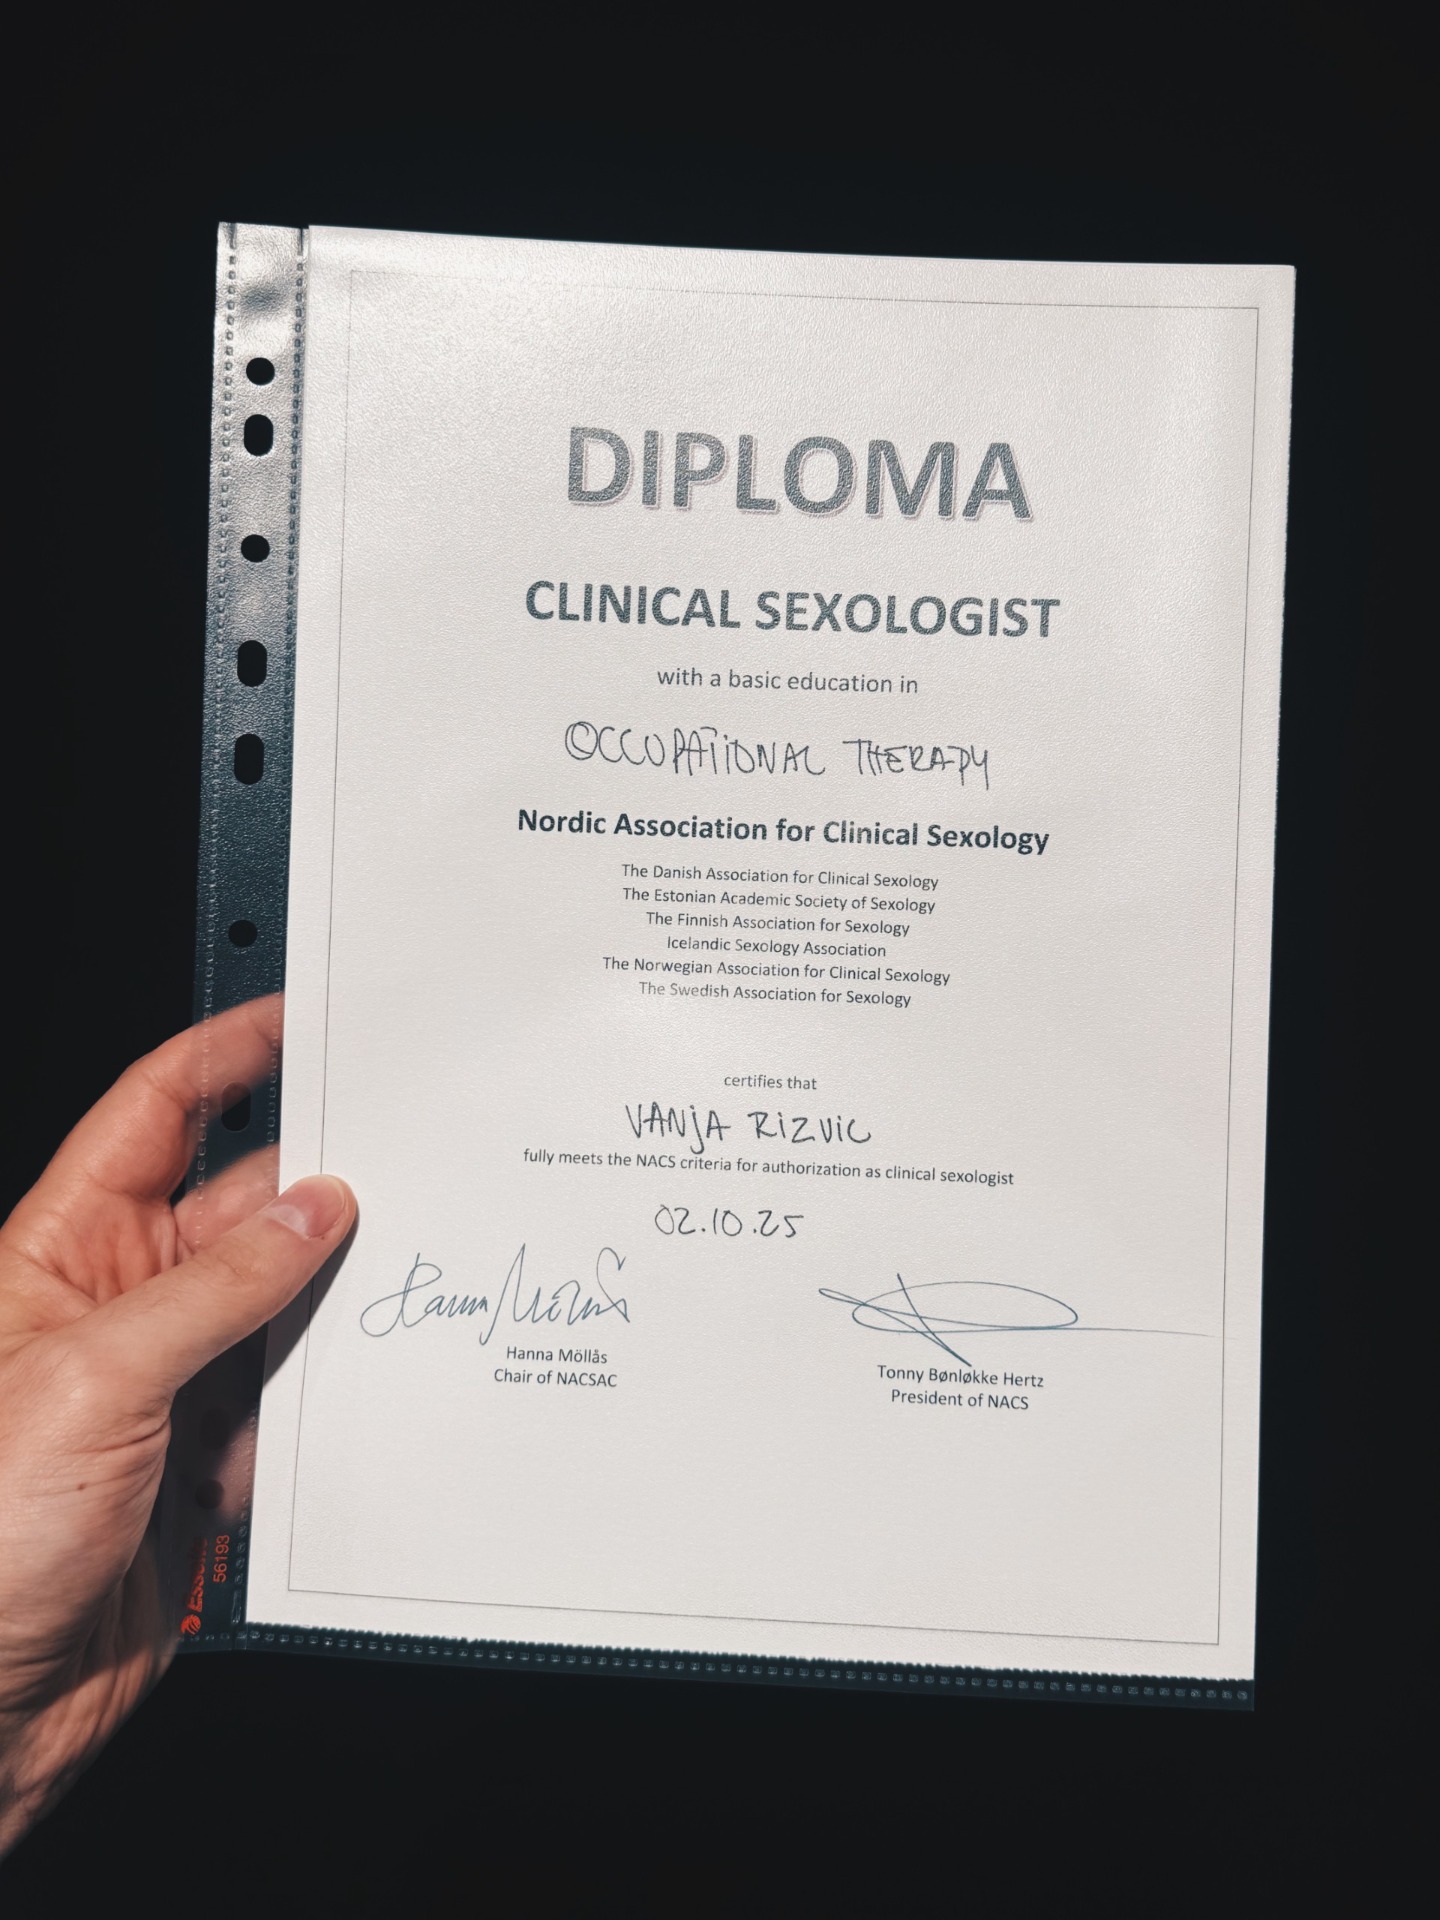 DIPLOMA
CLINICAL SEXOLOGIST
with a basic education in
OCCUPATIONAL THERAPY
Nordic Association for Clinical Sexology
The Danish Association for Clinical Sexology
The Estonian Academic Society of Sexology
The Finnish Association for Sexology
Icelandic Sexology Association
The Norwegian Association for Clinical Sexology
The Swedish Association for Sexology
certifies that
VANJA RIZVIC
fully meets the NACS criteria for authorization as clinical sexologist
02.10.25
Hanna Möllås
Hanna Möllås
Chair of NACSAC
Tonny Bønløkke Hertz
President of NACS
56193